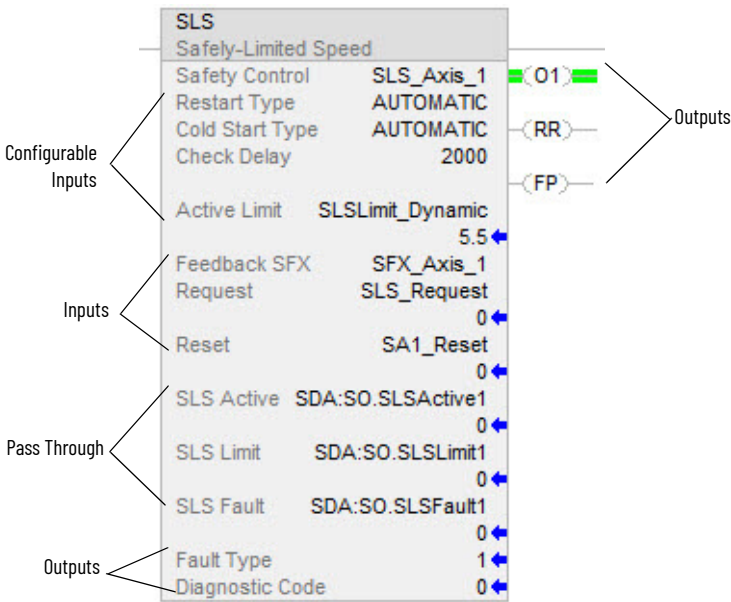 SLS
Safely-Limited Speed
Safety Control SLS_Axis_1 O1
Restart Type AUTOMATIC
Cold Start Type AUTOMATIC RR
Check Delay 2000
FP
Outputs
Configurable
Inputs
Active Limit SLSLimit_Dynamic
5.5
Feedback SFX SFX_Axis_1
Request SLS_Request
0
Inputs
Reset SA1_Reset
0
SLS Active SDA:SO.SLSActive1
0
Pass Through
SLS Limit SDA:SO.SLSLimit1
0
SLS Fault SDA:SO.SLSFault1
0
Outputs
Fault Type 1
Diagnostic Code 0